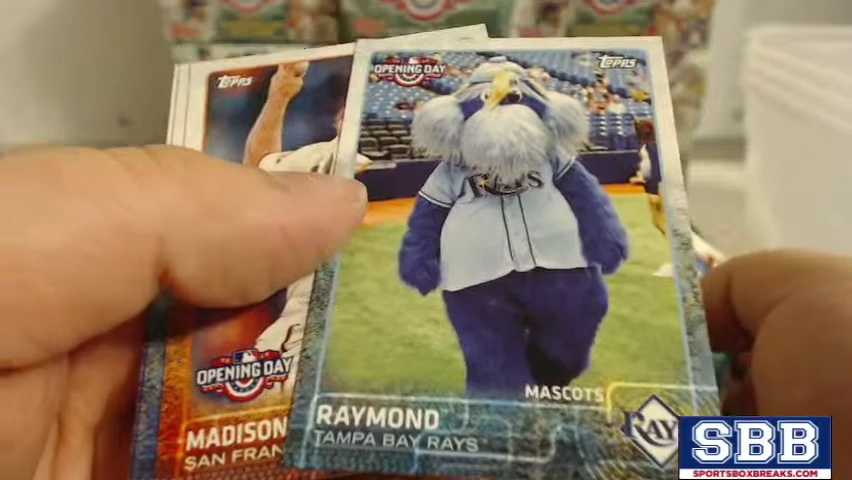 Topps
OPENING DAY
Topps
RAYS
OPENING DAY
MASCOTS
RAYMOND
TAMPA BAY RAYS
RAYS
MADISON
SAN FRAN
SBB
SPORTSBOXBREAKS.COM